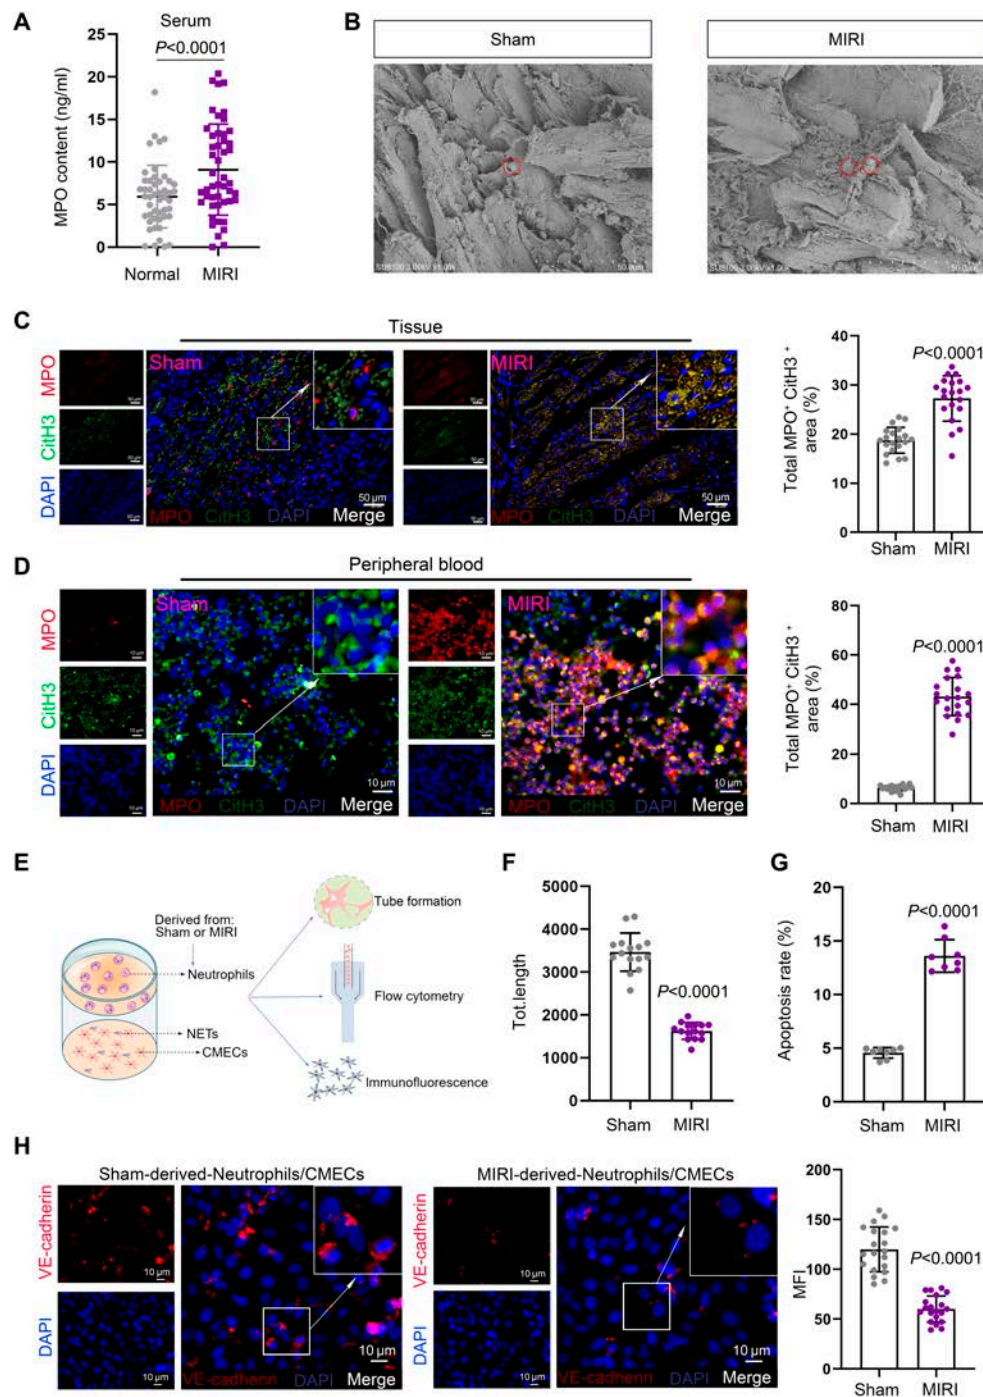 A
Serum
P<0.0001
MPO content (ng/ml)
25
20
15
10
5
0
Normal
MIRI
B
Sham
MIRI
SU8100 3.00kV x1.00k
50.0um
C
Tissue
MPO
CitH3
DAPI
Sham
50 μm
MPO CitH3 DAPI Merge
MIRI
50 μm
MPO CitH3 DAPI Merge
Total MPO+ CitH3 +
area (%)
P<0.0001
40
30
20
10
0
Sham
MIRI
D
Peripheral blood
MPO
CitH3
DAPI
Sham
10 μm
MPO CitH3 DAPI Merge
MIRI
10 μm
MPO CitH3 DAPI Merge
Total MPO+ CitH3 +
area (%)
P<0.0001
80
60
40
20
0
Sham
MIRI
E
Derived from:
Sham or MIRI
Neutrophils
NETs
CMECs
Tube formation
Flow cytometry
Immunofluorescence
F
Tot.length
5000
4000
3000
2000
1000
0
P<0.0001
Sham
MIRI
G
Apoptosis rate (%)
20
15
10
5
0
P<0.0001
Sham
MIRI
H
Sham-derived-Neutrophils/CMECs
VE-cadherin
10 μm
DAPI
10 μm
10 μm
VE-cadherin DAPI Merge
MIRI-derived-Neutrophils/CMECs
VE-cadherin
10 μm
DAPI
10 μm
10 μm
VE-cadherin DAPI Merge
MFI
200
150
100
50
0
P<0.0001
Sham
MIRI